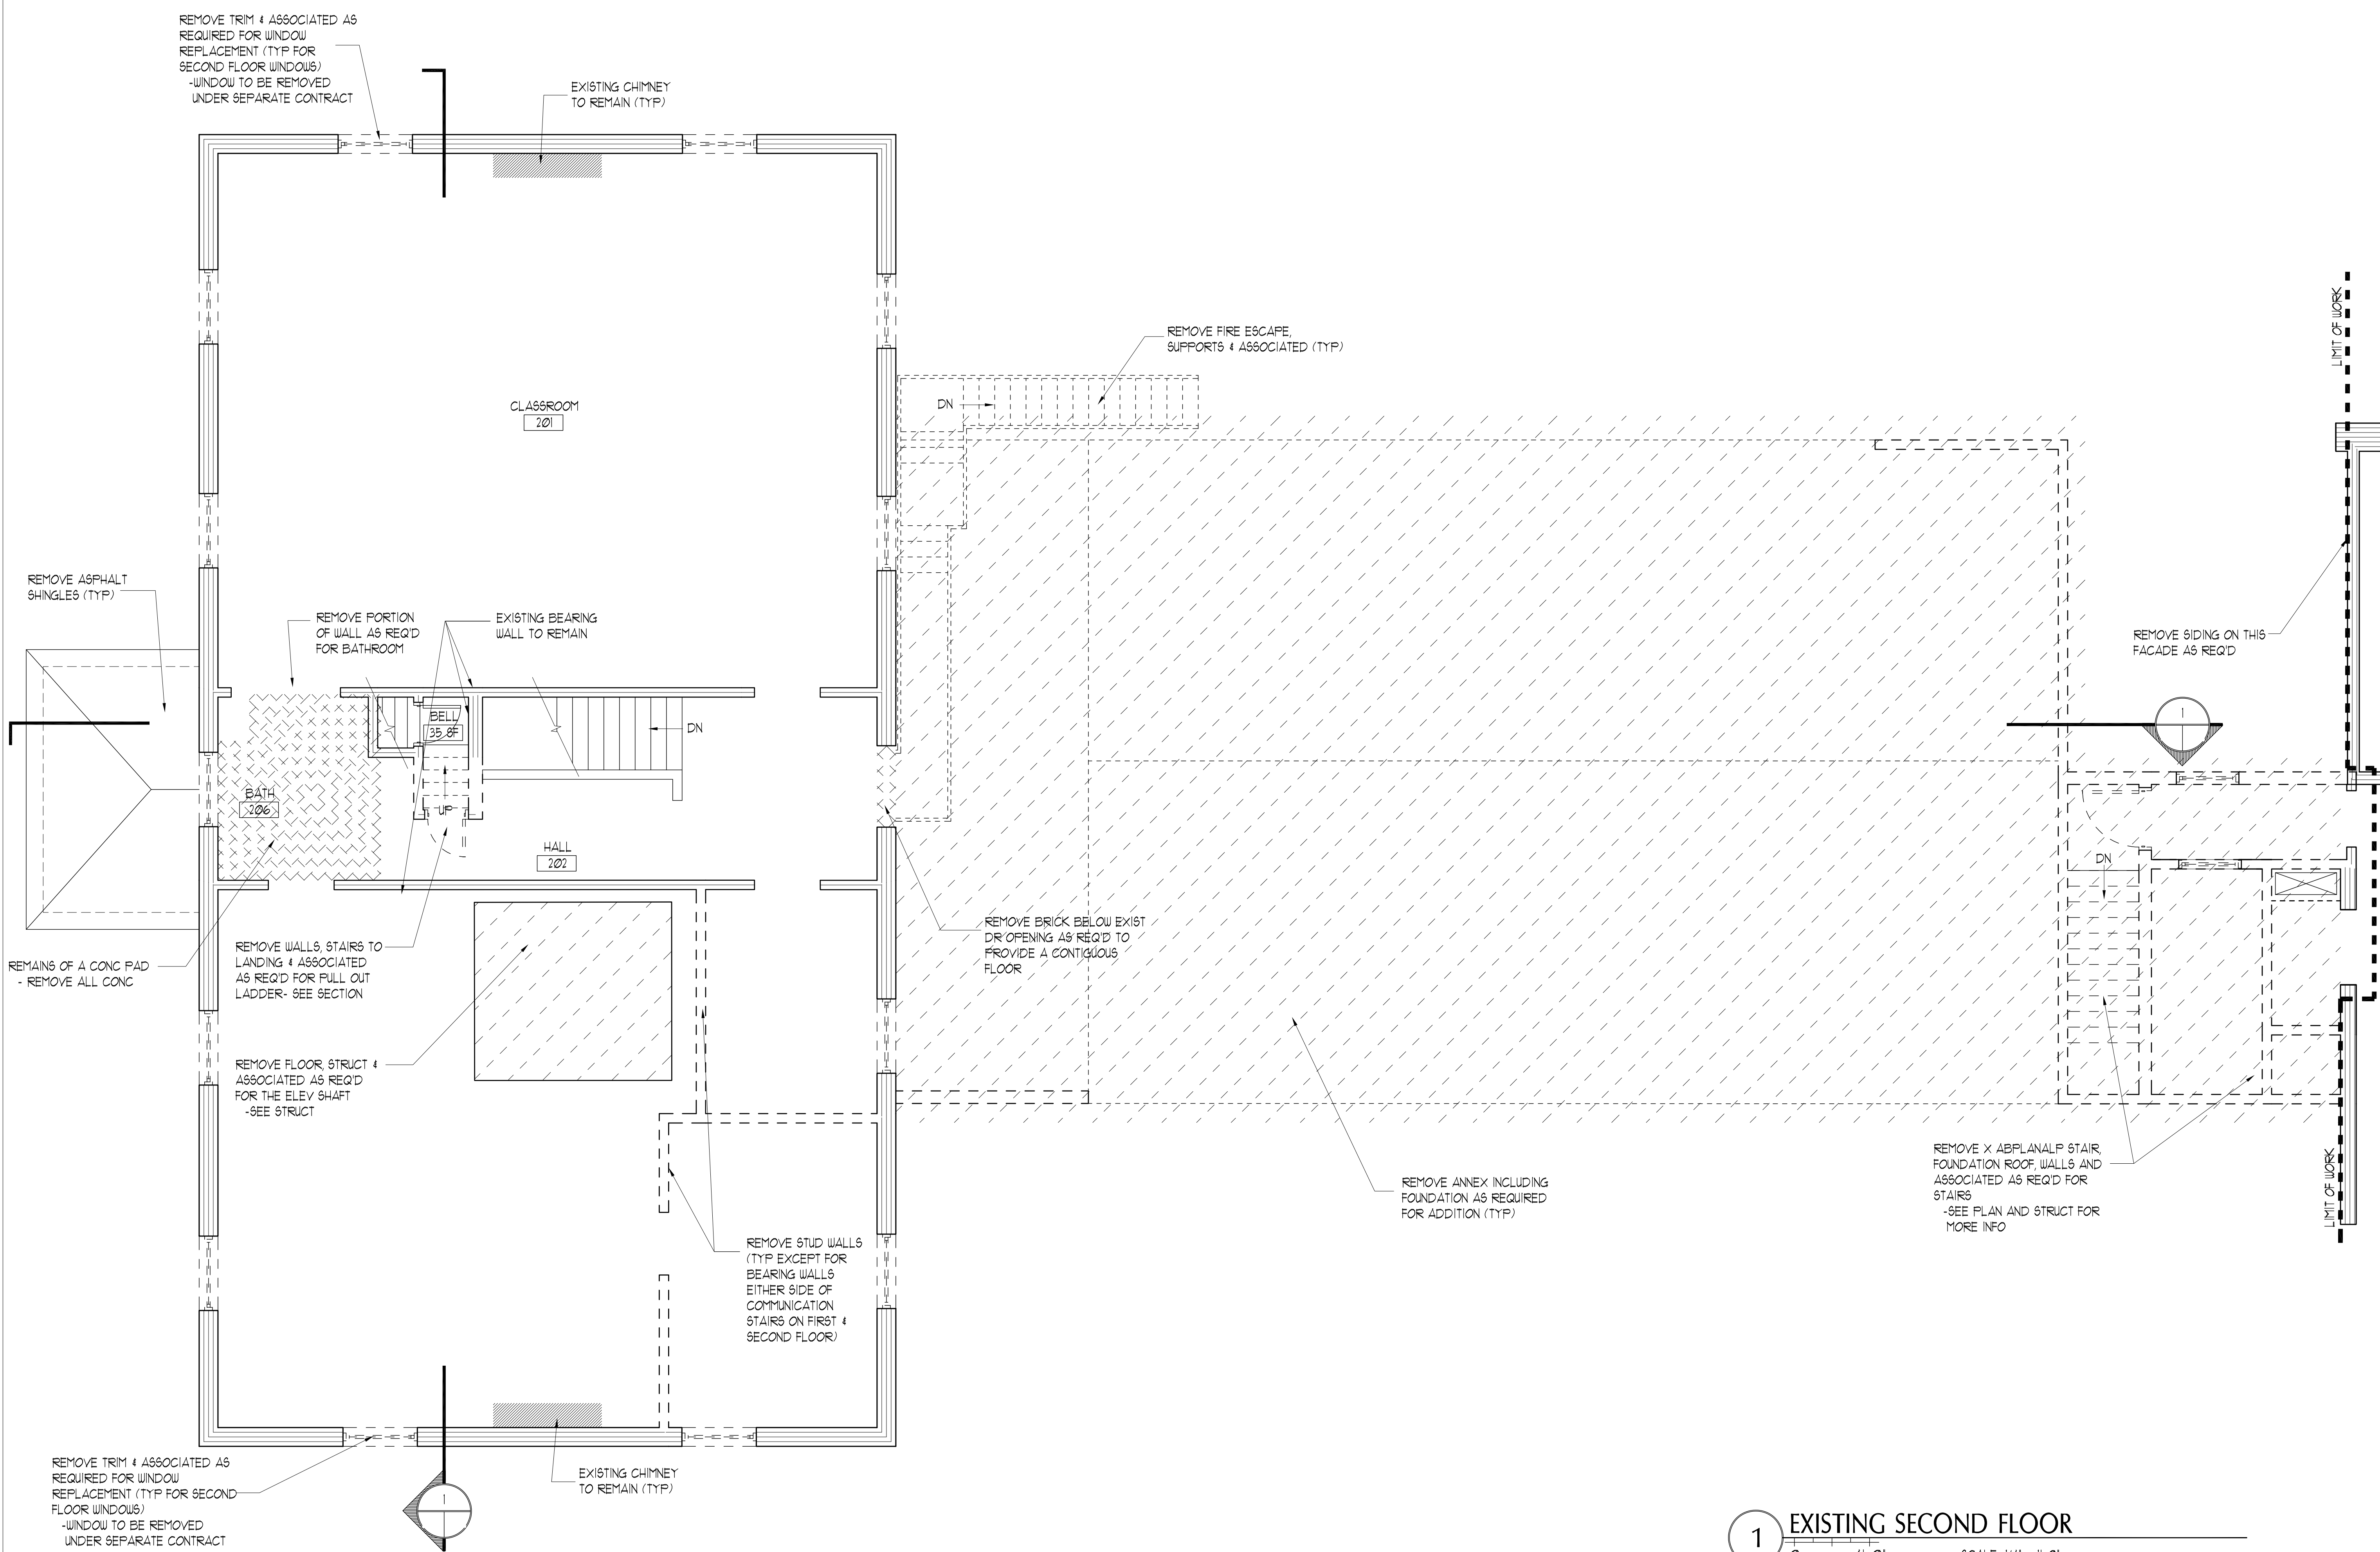 REMOVE TRIM & ASSOCIATED AS
REQUIRED FOR WINDOW
REPLACEMENT (TYP FOR
SECOND FLOOR WINDOWS)
-WINDOW TO BE REMOVED
UNDER SEPARATE CONTRACT
EXISTING CHIMNEY
TO REMAIN (TYP)
CLASSROOM
201
REMOVE FIRE ESCAPE,
SUPPORTS & ASSOCIATED (TYP)
DN
LIMIT OF WORK
REMOVE ASPHALT
SHINGLES (TYP)
REMOVE PORTION
OF WALL AS REQ'D
FOR BATHROOM
EXISTING BEARING
WALL TO REMAIN
REMOVE SIDING ON THIS
FACADE AS REQ'D
BELL
35 SF
DN
1
BATH
206
UP
HALL
202
DN
REMOVE BRICK BELOW EXIST
DR OPENING AS REQ'D TO
PROVIDE A CONTIGUOUS
FLOOR
REMAINS OF A CONC PAD
- REMOVE ALL CONC
REMOVE WALLS, STAIRS TO
LANDING & ASSOCIATED
AS REQ'D FOR PULL OUT
LADDER- SEE SECTION
REMOVE FLOOR, STRUCT &
ASSOCIATED AS REQ'D
FOR THE ELEV SHAFT
-SEE STRUCT
REMOVE X ABPLANALP STAIR,
FOUNDATION ROOF, WALLS AND
ASSOCIATED AS REQ'D FOR
STAIRS
-SEE PLAN AND STRUCT FOR
MORE INFO
LIMIT OF WORK
REMOVE ANNEX INCLUDING
FOUNDATION AS REQUIRED
FOR ADDITION (TYP)
REMOVE STUD WALLS
(TYP EXCEPT FOR
BEARING WALLS
EITHER SIDE OF
COMMUNICATION
STAIRS ON FIRST &
SECOND FLOOR)
REMOVE TRIM & ASSOCIATED AS
REQUIRED FOR WINDOW
REPLACEMENT (TYP FOR SECOND
FLOOR WINDOWS)
-WINDOW TO BE REMOVED
UNDER SEPARATE CONTRACT
EXISTING CHIMNEY
TO REMAIN (TYP)
1
1
EXISTING SECOND FLOOR